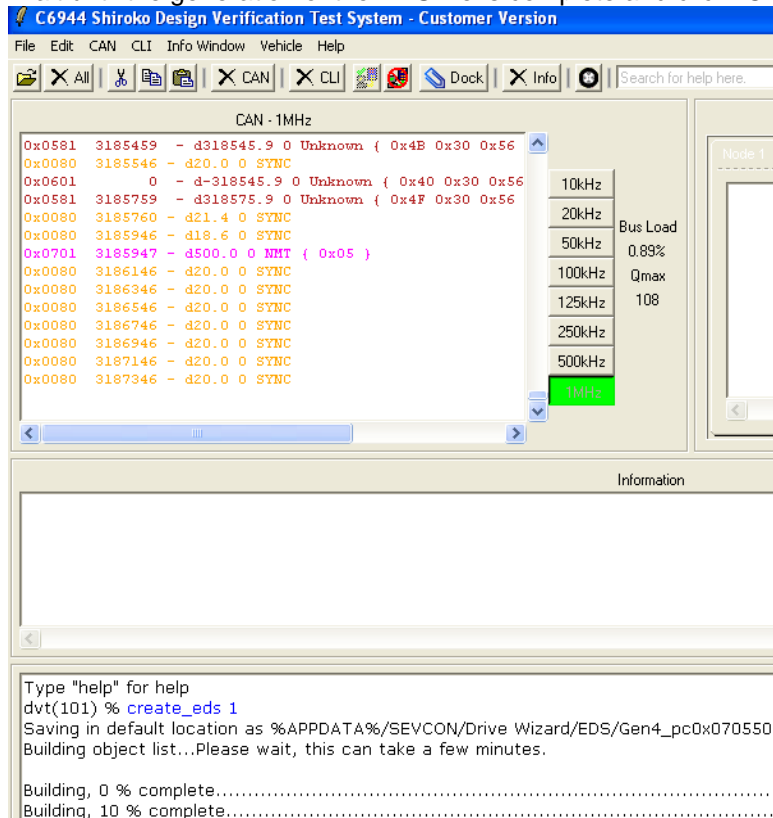 C6944 Shiroko Design Verification Test System - Customer Version
File Edit CAN CLI Info Window Vehicle Help
All CAN CLI Dock Info Search for help here.
CAN - 1MHz
0x0581 3185459 - d318545.9 0 Unknown { 0x4B 0x30 0x56
0x0080 3185546 - d20.0 0 SYNC
0x0601 0 - d-318545.9 0 Unknown { 0x40 0x30 0x56
0x0581 3185759 - d318575.9 0 Unknown { 0x4F 0x30 0x56
0x0080 3185760 - d21.4 0 SYNC
0x0080 3185946 - d18.6 0 SYNC
0x0701 3185947 - d500.0 0 NMT { 0x05 }
0x0080 3186146 - d20.0 0 SYNC
0x0080 3186346 - d20.0 0 SYNC
0x0080 3186546 - d20.0 0 SYNC
0x0080 3186746 - d20.0 0 SYNC
0x0080 3186946 - d20.0 0 SYNC
0x0080 3187146 - d20.0 0 SYNC
0x0080 3187346 - d20.0 0 SYNC
10kHz
20kHz
50kHz
100kHz
125kHz
250kHz
500kHz
1MHz
Bus Load
0.89%
Qmax
108
Node 1
Information
Type "help" for help
dvt(101) % create_eds 1
Saving in default location as %APPDATA%/SEVCON/Drive Wizard/EDS/Gen4_pc0x070550
Building object list...Please wait, this can take a few minutes.
Building, 0 % complete......................................................................
Building, 10 % complete....................................................................